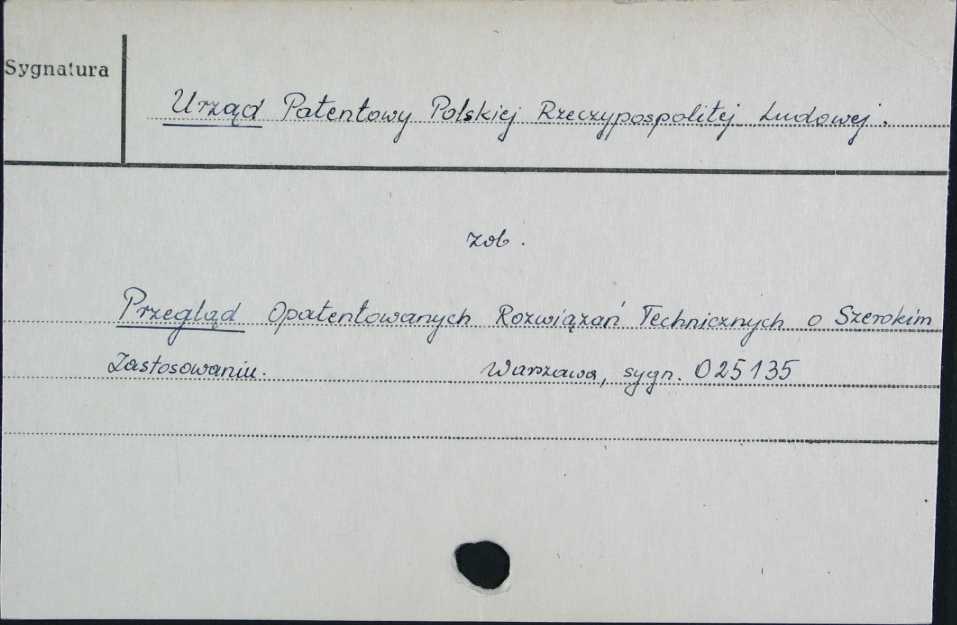 Sygnatura
Urząd Patentowy Polskiej Rzeczypospolitej Ludowej.
zob.
Przegląd Opatentowanych Rozwiązań Technicznych o Szerokim
Zastosowaniu. Warszawa, sygn. 025135